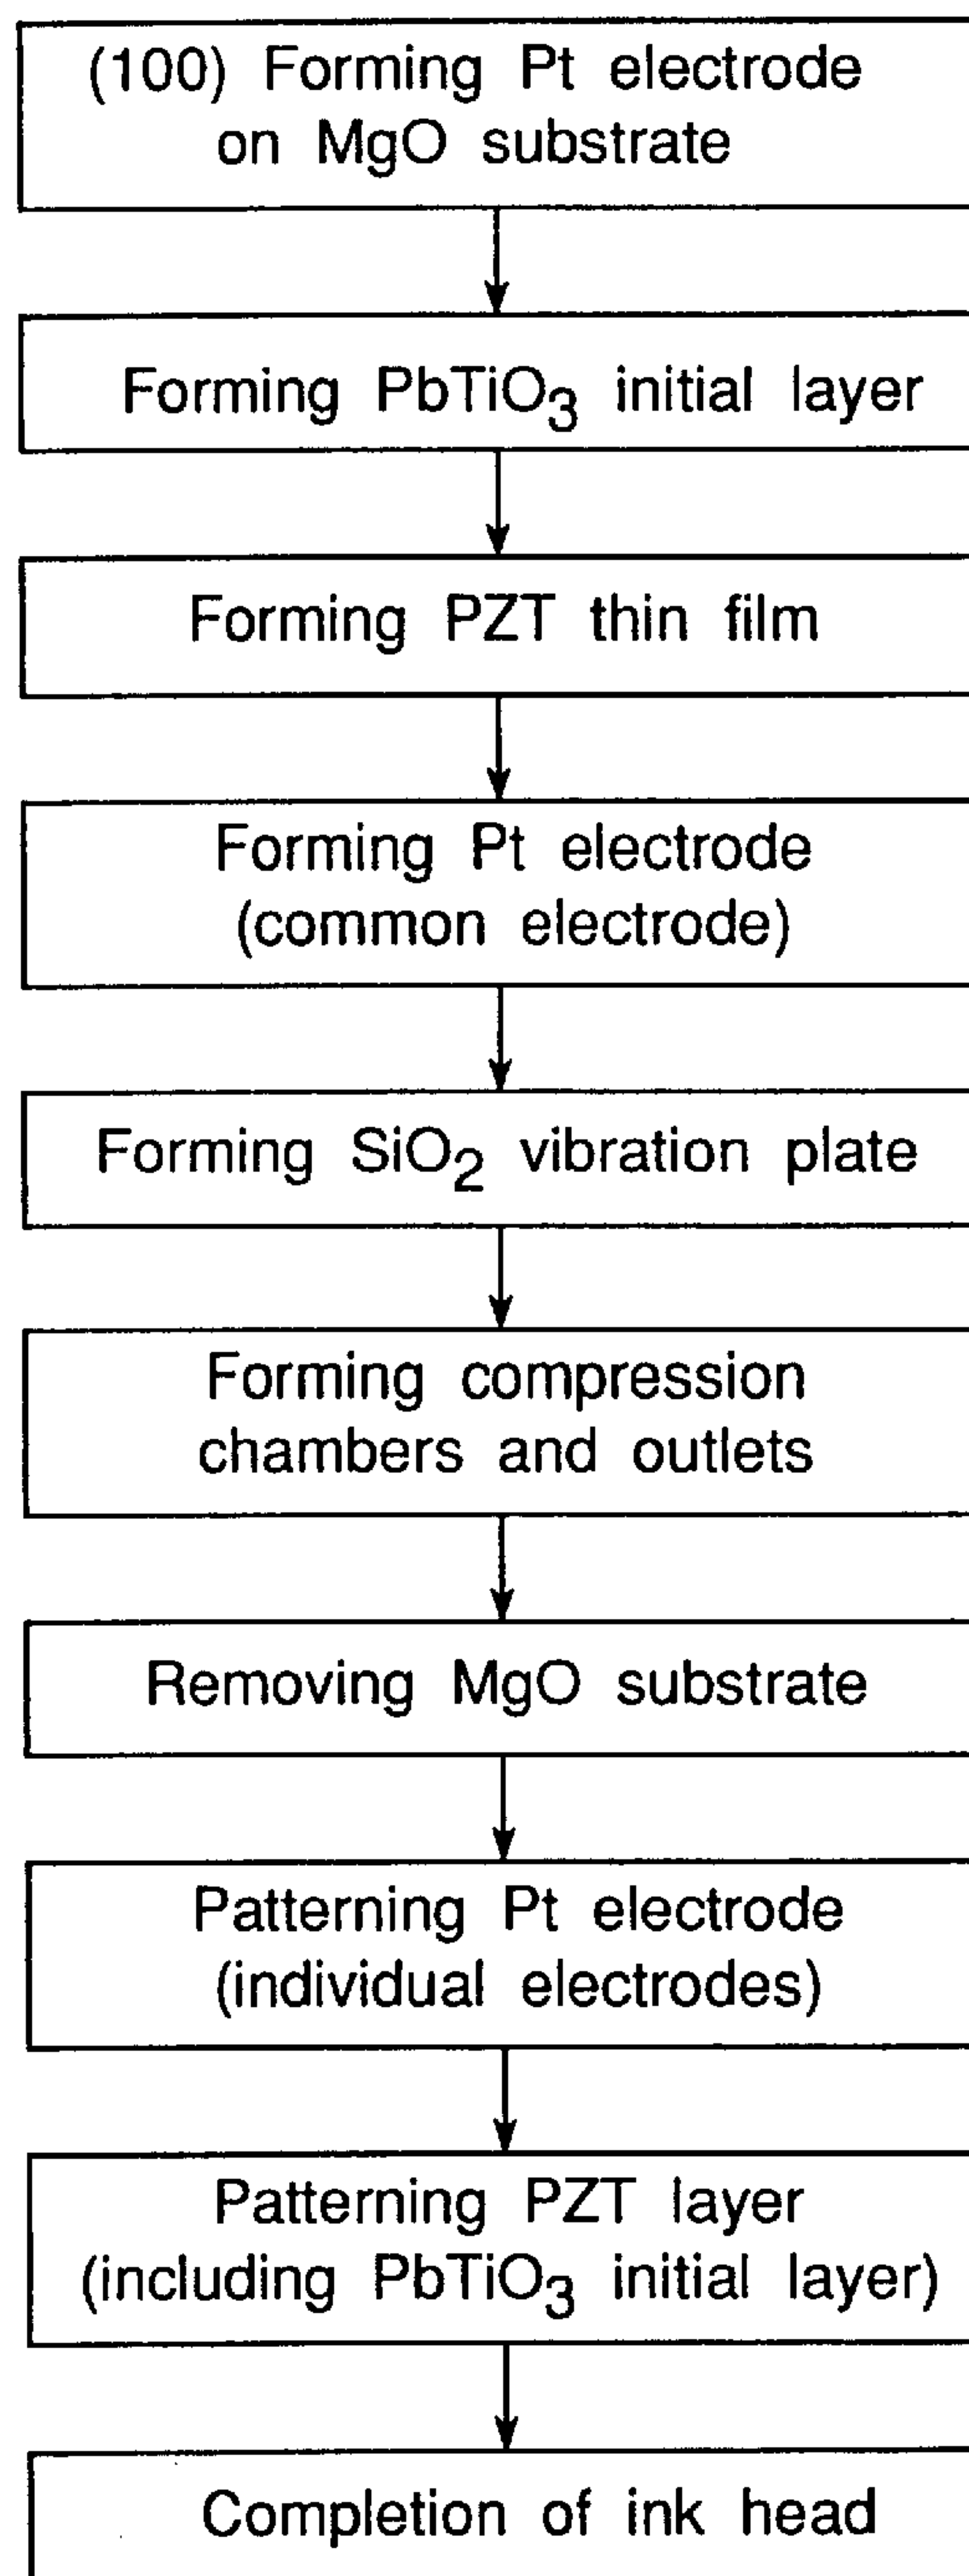 (100) Forming Pt electrode
on MgO substrate
Forming PbTiO3 initial layer
Forming PZT thin film
Forming Pt electrode
(common electrode)
Forming SiO2 vibration plate
Forming compression
chambers and outlets
Removing MgO substrate
Patterning Pt electrode
(individual electrodes)
Patterning PZT layer
(including PbTiO3 initial layer)
Completion of ink head